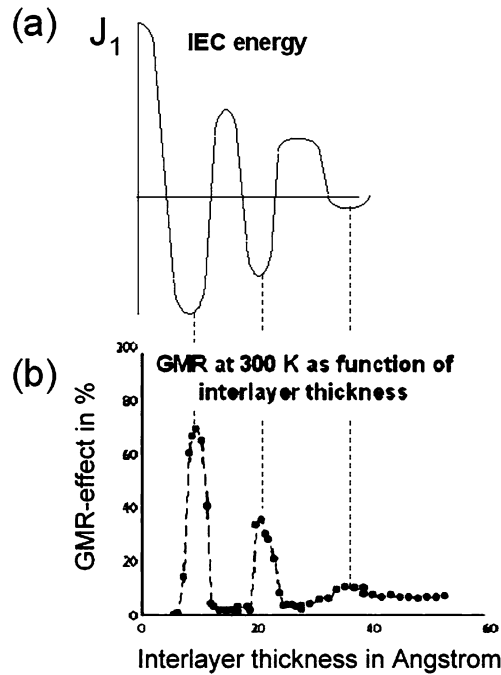 (a)
J1
IEC energy
(b)
200
80
60
40
20
0
GMR at 300 K as function of
interlayer thickness
GMR-effect in %
0
20
40
60
Interlayer thickness in Angstrom